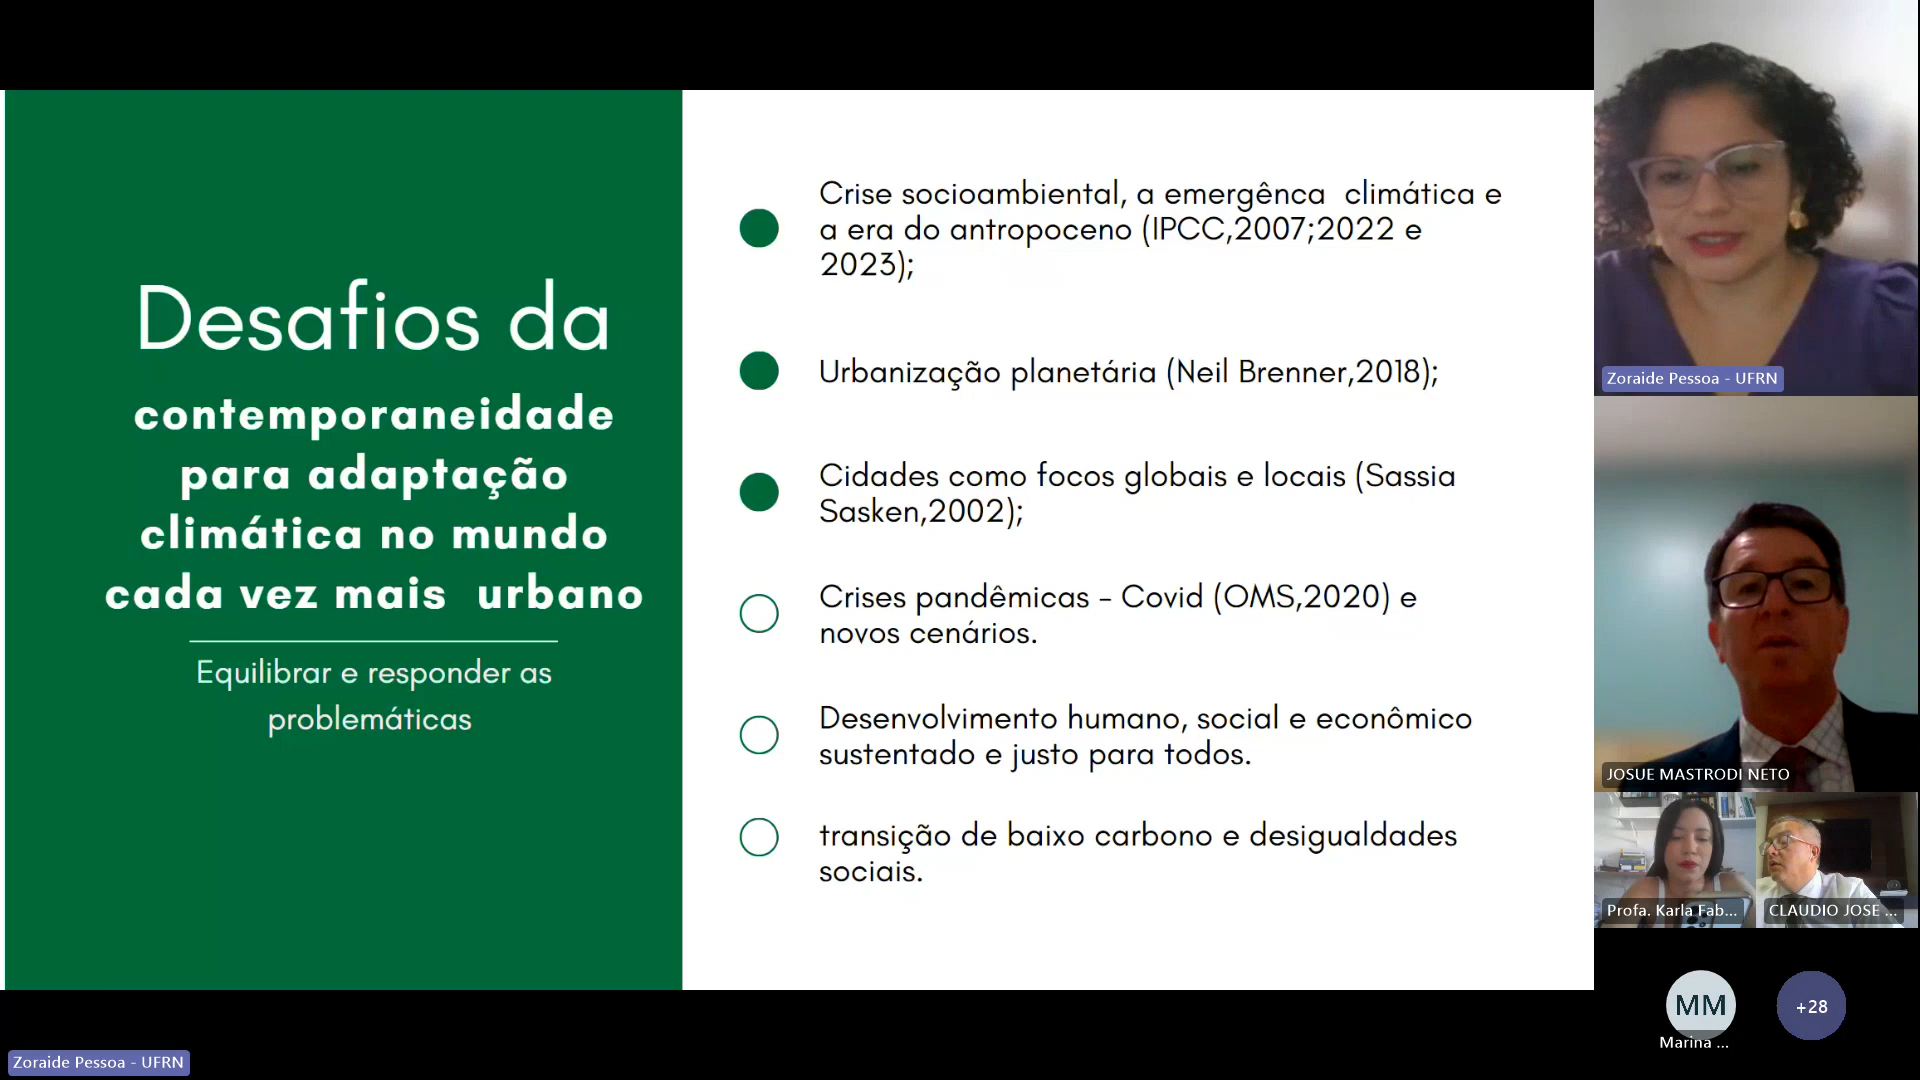 Desafios da
contemporaneidade
para adaptação
climática no mundo
cada vez mais urbano
Equilibrar e responder as
problemáticas
Crise socioambiental, a emergênca climática e
a era do antropoceno (IPCC,2007;2022 e
2023);
Urbanização planetária (Neil Brenner,2018);
Cidades como focos globais e locais (Sassia
Sasken,2002);
Crises pandêmicas - Covid (OMS,2020) e
novos cenários.
Desenvolvimento humano, social e econômico
sustentado e justo para todos.
transição de baixo carbono e desigualdades
sociais.
Zoraide Pessoa - UFRN
JOSUE MASTRODI NETO
Profa. Karla Fab...
CLAUDIO JOSE ...
MM
Marina ...
+28
Zoraide Pessoa - UFRN